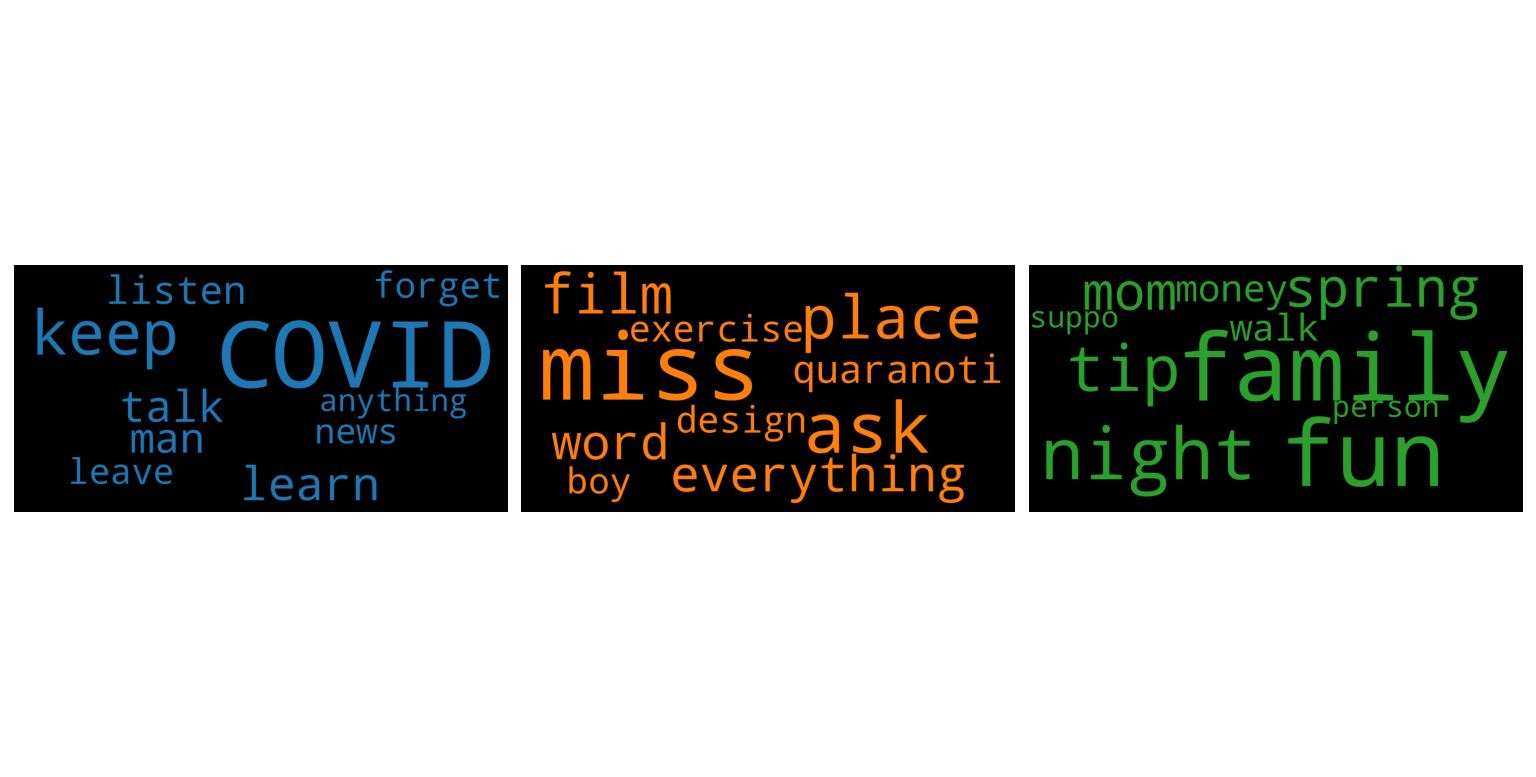 listen
forget
keep
COVID
talk
anything
man
news
leave
learn
film
exercise
place
miss
quaranoti
design
ask
word
everything
boy
mom
money
spring
suppo
walk
tip
family
person
night
fun